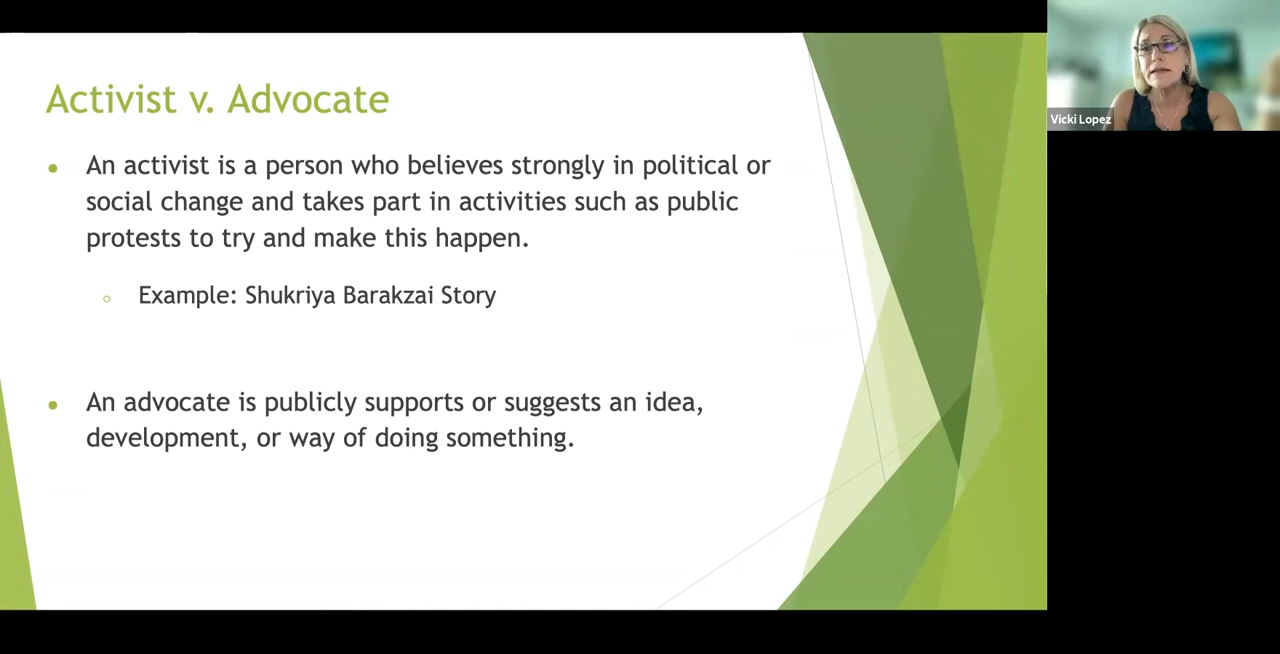 Activist v. Advocate
An activist is a person who believes strongly in political or
social change and takes part in activities such as public
protests to try and make this happen.
Example: Shukriya Barakzai Story
An advocate is publicly supports or suggests an idea,
development, or way of doing something.
Vicki Lopez